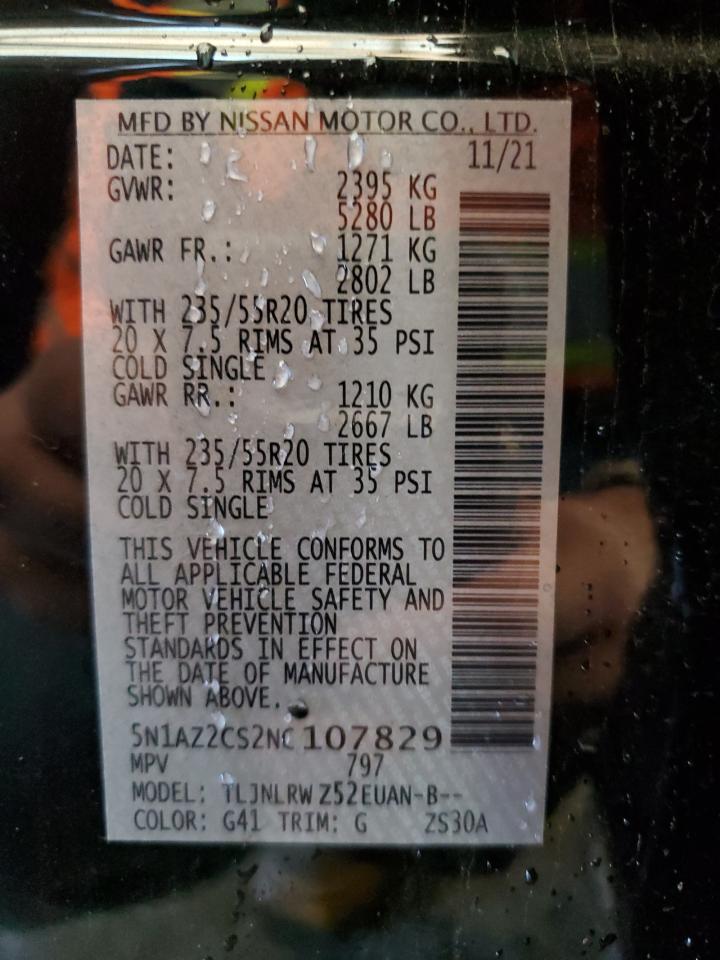 MFD BY NISSAN MOTOR CO., LTD.
DATE: 11/21
GVWR: 2395 KG
5280 LB
GAWR FR.: 1271 KG
2802 LB
WITH 235/55R20 TIRES
20 X 7.5 RIMS AT 35 PSI
COLD SINGLE
GAWR RR.: 1210 KG
2667 LB
WITH 235/55R20 TIRES
20 X 7.5 RIMS AT 35 PSI
COLD SINGLE
THIS VEHICLE CONFORMS TO
ALL APPLICABLE FEDERAL
MOTOR VEHICLE SAFETY AND
THEFT PREVENTION
STANDARDS IN EFFECT ON
THE DATE OF MANUFACTURE
SHOWN ABOVE.
5N1AZ2CS2NC107829
MPV 797
MODEL: TLJNLRW Z52EUAN-B--
COLOR: G41 TRIM: G ZS30A